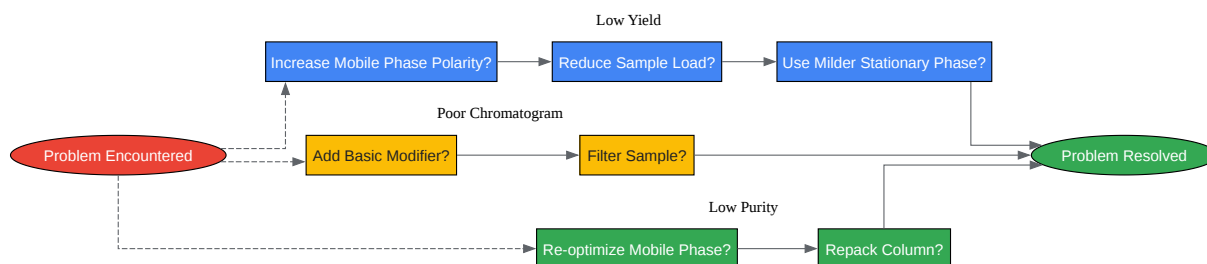 Low Yield
Increase Mobile Phase Polarity?
Reduce Sample Load?
Use Milder Stationary Phase?
Poor Chromatogram
Problem Encountered
Add Basic Modifier?
Filter Sample?
Problem Resolved
Low Purity
Re-optimize Mobile Phase?
Repack Column?